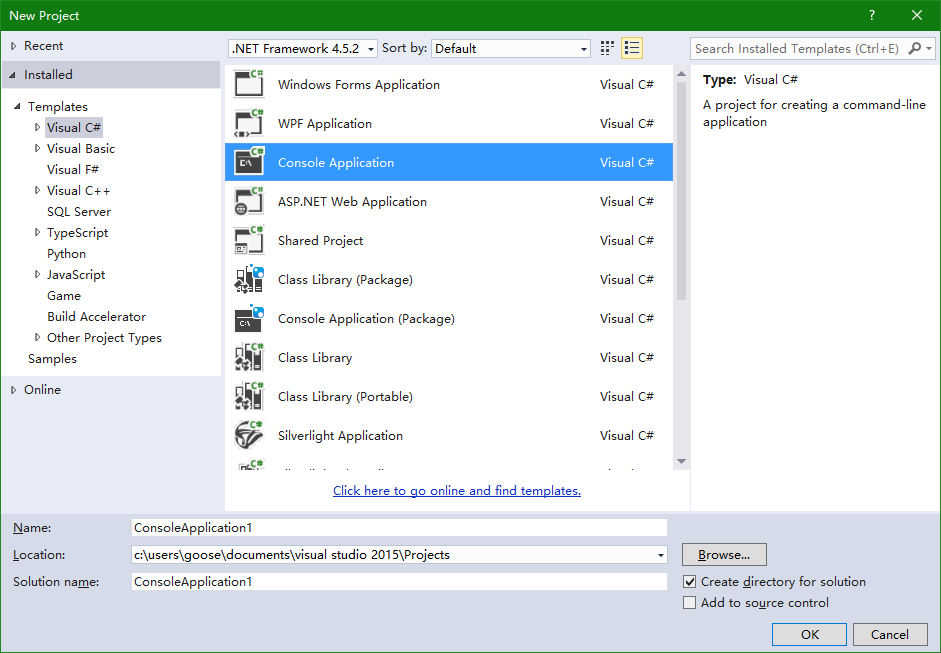 New Project
?
Recent
.NET Framework 4.5.2
Sort by:
Default
Search Installed Templates (Ctrl+E)
Installed
Templates
Visual C#
Visual Basic
Visual F#
Visual C++
SQL Server
TypeScript
Python
JavaScript
Game
Build Accelerator
Other Project Types
Samples
Online
Windows Forms Application Visual C#
WPF Application Visual C#
Console Application Visual C#
ASP.NET Web Application Visual C#
Shared Project Visual C#
Class Library (Package) Visual C#
Console Application (Package) Visual C#
Class Library Visual C#
Class Library (Portable) Visual C#
Silverlight Application Visual C#
Click here to go online and find templates.
Type: Visual C#
A project for creating a command-line
application
Name: ConsoleApplication1
Location: c:\users\goose\documents\visual studio 2015\Projects
Browse...
Solution name: ConsoleApplication1
Create directory for solution
Add to source control
OK
Cancel